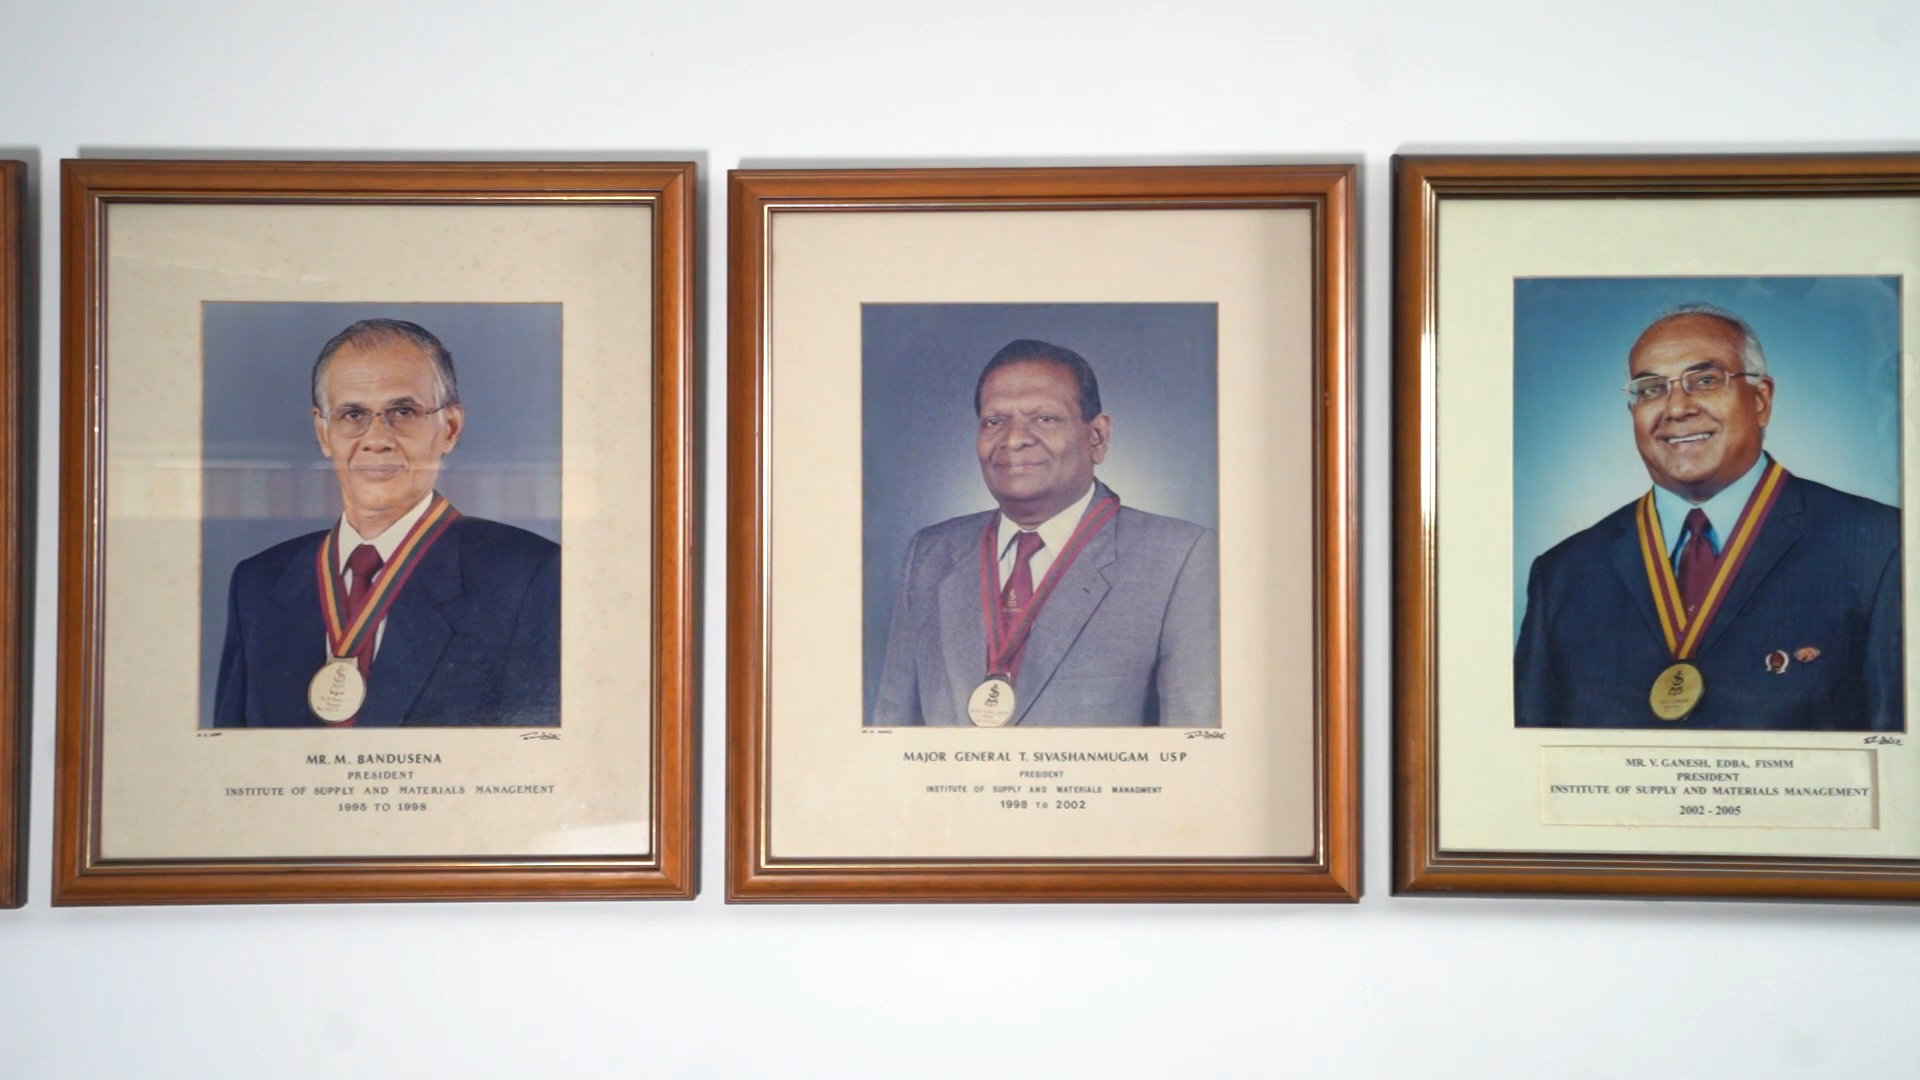 MR. M. BANDUSENA
PRESIDENT
INSTITUTE OF SUPPLY AND MATERIALS MANAGEMENT
1995 TO 1998
MAJOR GENERAL T. SIVASHANMUGAM USP
PRESIDENT
INSTITUTE OF SUPPLY AND MATERIALS MANAGMENT
1998 TO 2002
MR. V. GANESH, EDBA, FISMM
PRESIDENT
INSTITUTE OF SUPPLY AND MATERIALS MANAGEMENT
2002 - 2005